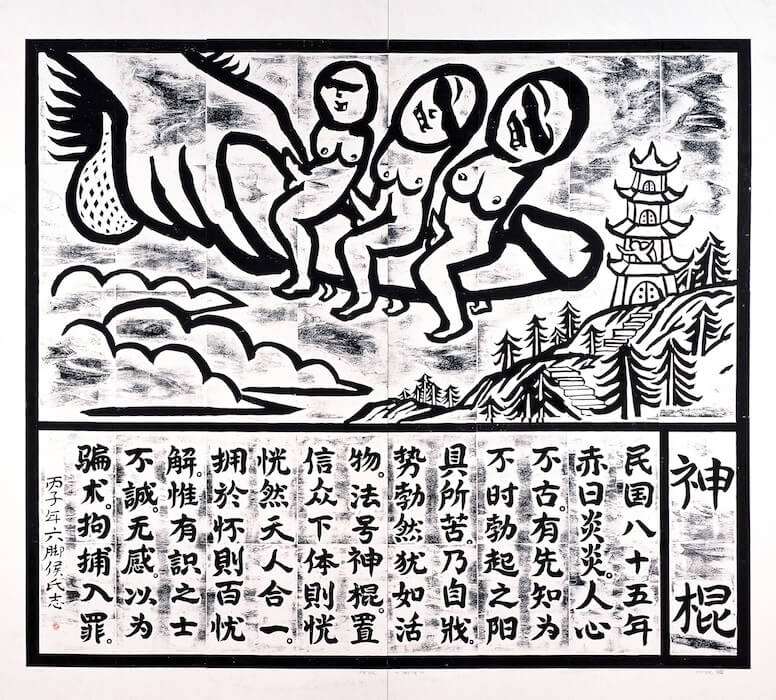 神棍
民国八十五年
赤日炎炎。人心
不古。有先知为
不时勃起之阳
具所苦。乃自戕
势勃然犹如活
物。法号神棍。置
信众下体则恍
恍然天人合一。
拥於怀則百忧
解。惟有識之士
不誠。无感。以为
骗术。拘捕入罪。
丙子年六脚侯氏志